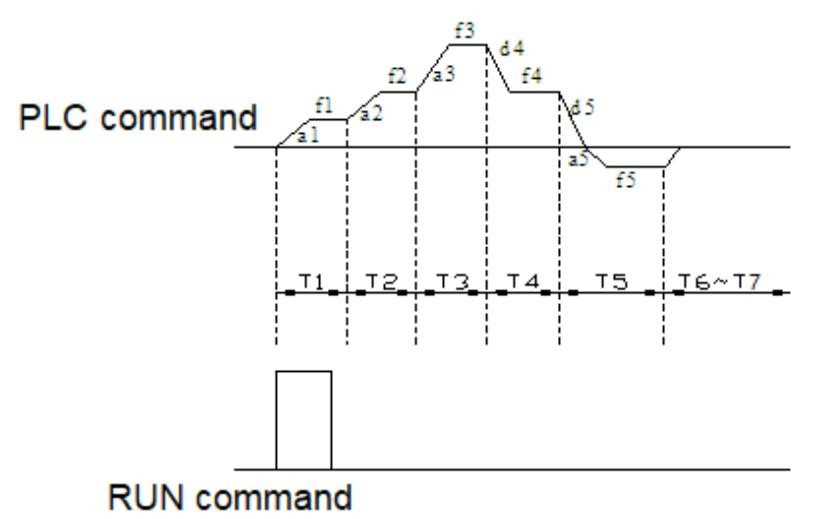 f3
d4
f2
a3
f4
f1
a2
d5
PLC command
a1
a5
f5
T1 T2 T3 T4 T5 T6~T7
RUN command